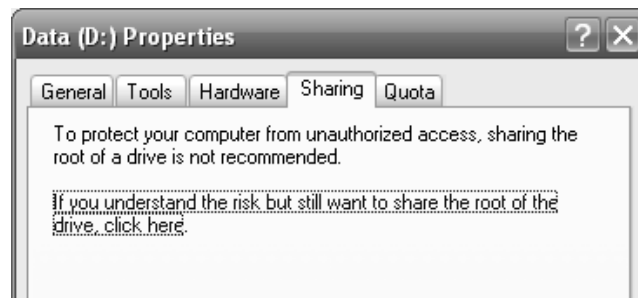 Data (D:) Properties
General Tools Hardware Sharing Quota
To protect your computer from unauthorized access, sharing the
root of a drive is not recommended.
If you understand the risk but still want to share the root of the
drive, click here.